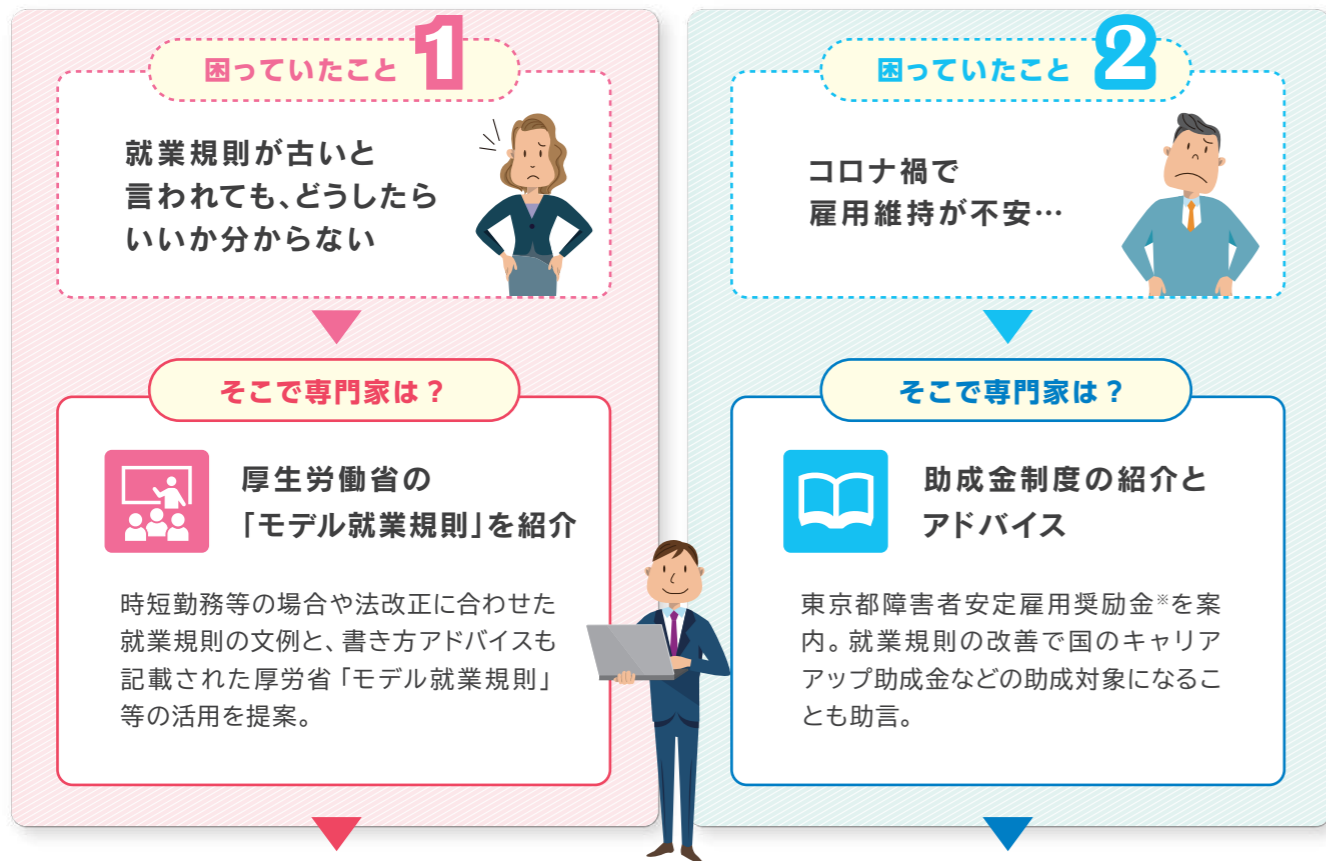 困っていたこと 1
就業規則が古いと
言われても、どうしたら
いいか分からない
そこで専門家は？
厚生労働省の
「モデル就業規則」を紹介
時短勤務等の場合や法改正に合わせた
就業規則の文例と、書き方アドバイスも
記載された厚労省「モデル就業規則」
等の活用を提案。
困っていたこと 2
コロナ禍で
雇用維持が不安…
そこで専門家は？
助成金制度の紹介と
アドバイス
東京都障害者安定雇用奨励金※を案
内。就業規則の改善で国のキャリア
アップ助成金などの助成対象になるこ
とも助言。